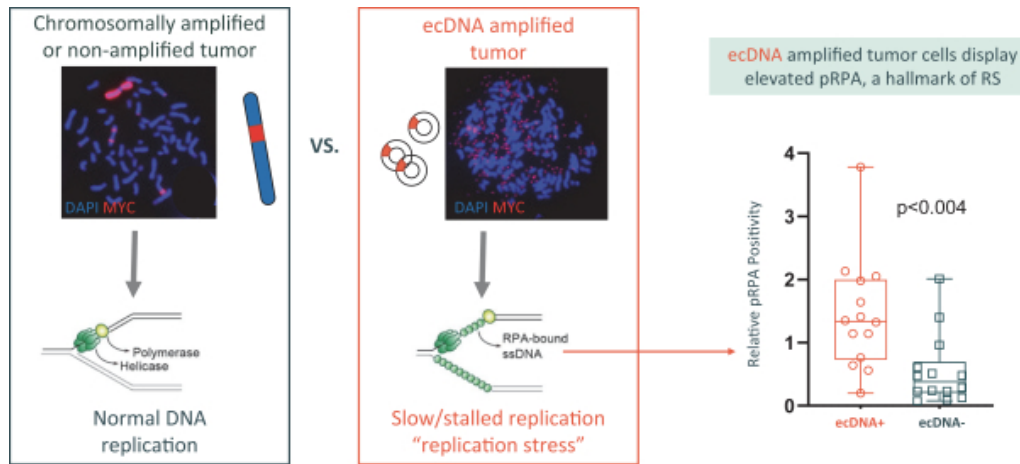 Chromosomally amplified
or non-amplified tumor
DAPI MYC
Polymerase
Helicase
Normal DNA
replication
VS.
ecDNA amplified
tumor
DAPI MYC
RPA-bound
ssDNA
Slow/stalled replication
“replication stress”
ecDNA amplified tumor cells display
elevated pRPA, a hallmark of RS
Relative pRPA Positivity
4
3
2
1
0
p<0.004
ecDNA+
ecDNA-